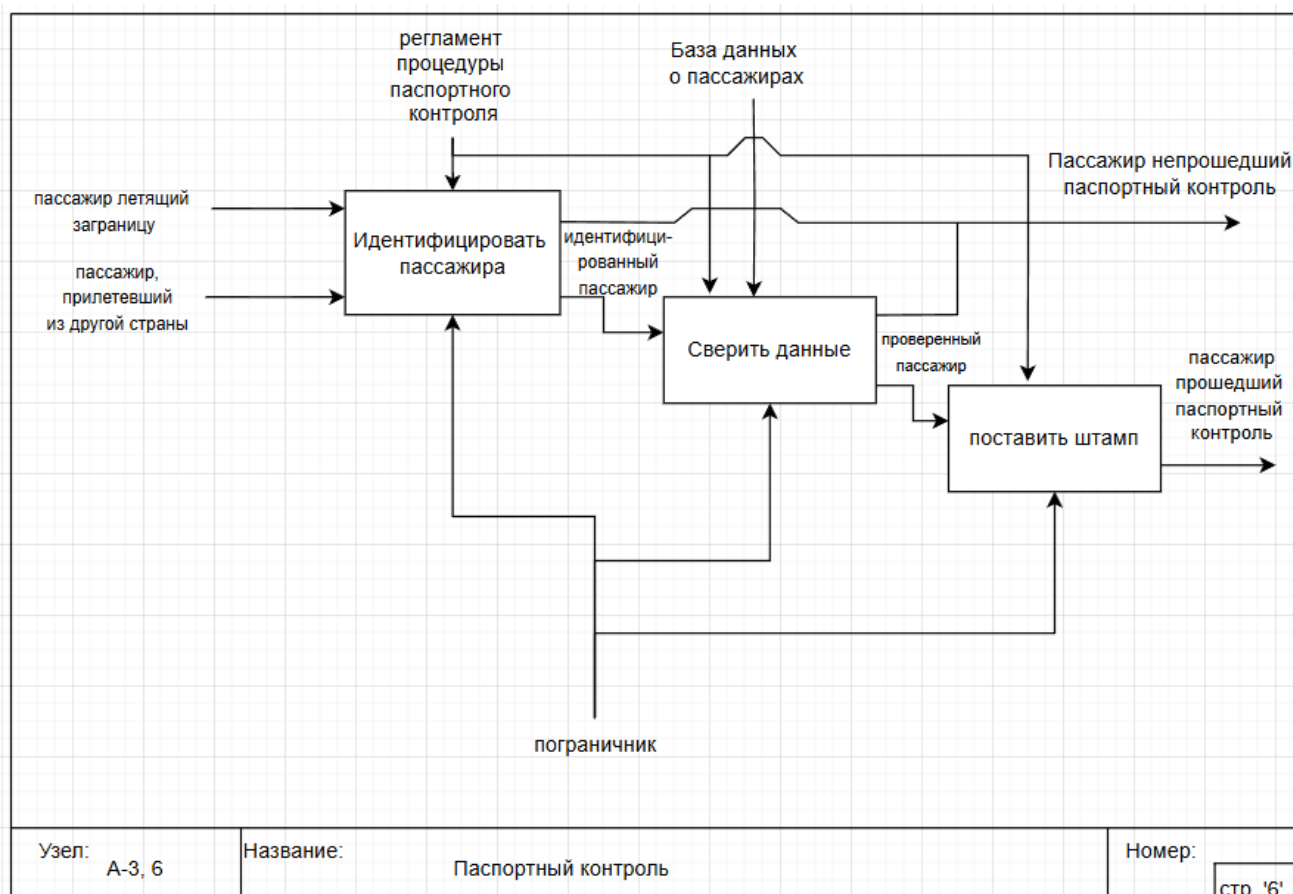 регламент
процедуры
паспортного
контроля
База данных
о пассажирах
Пассажир непрошедший
паспортный контроль
пассажир летящий
заграницу
Идентифицировать
пассажира
идентифици-
рованный
пассажир
пассажир,
прилетевший
из другой страны
Сверить данные
проверенный
пассажир
пассажир
прошедший
паспортный
контроль
поставить штамп
пограничник
Узел:
А-3, 6
Название:
Паспортный контроль
Номер:
стр. '6'